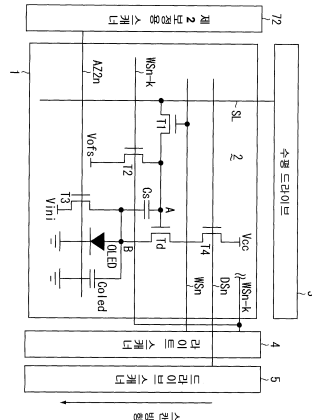 제 2 보정용
스캐너
72
1
AZ2n
WSn-k
SL
수평 드라이브
3
T1
2
Vofs
T2
Cs
A
Td
T4
Vcc
WSn-k
T3
Vini
OLED
B
Coled
WSn
DSn
라이트 스캐너
4
드라이브 스캐너
5
스캔 방향